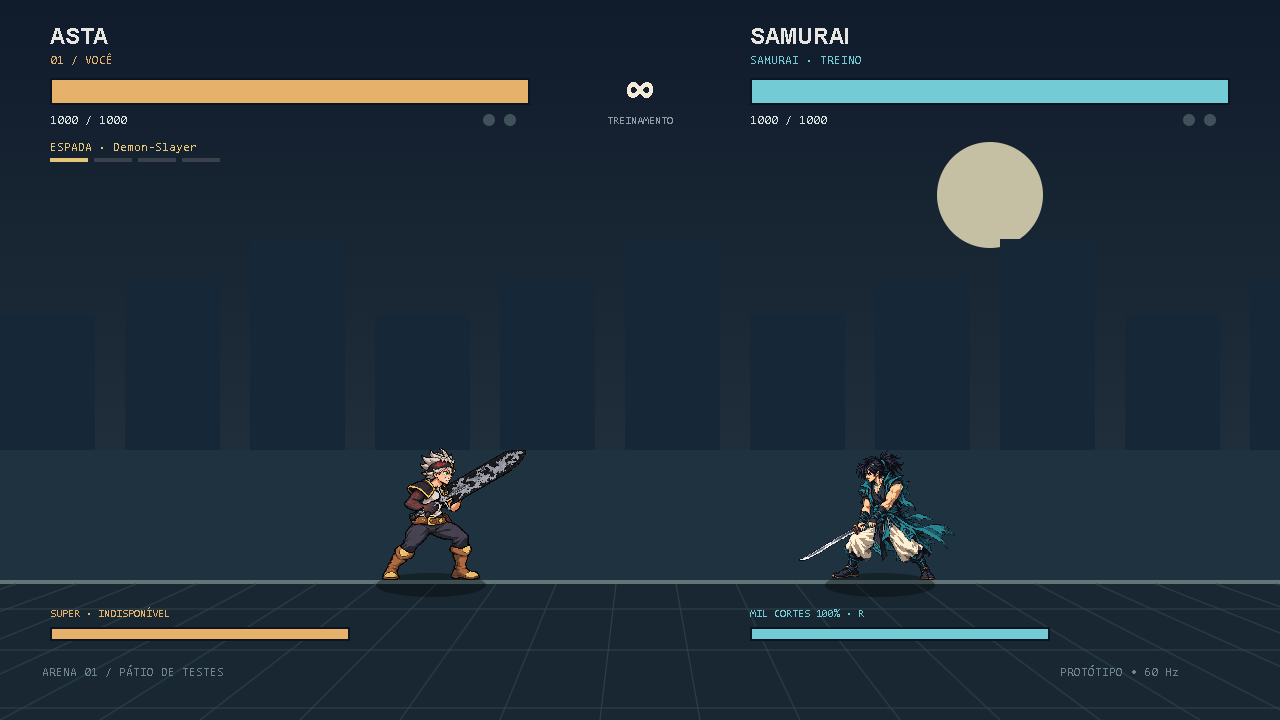 ASTA
01 / VOCÊ
1000 / 1000
ESPADA · Demon-Slayer
∞
TREINAMENTO
SAMURAI
SAMURAI · TREINO
1000 / 1000
SUPER · INDISPONÍVEL
MIL CORTES 100% · R
ARENA 01 / PÁTIO DE TESTES
PROTÓTIPO • 60 Hz